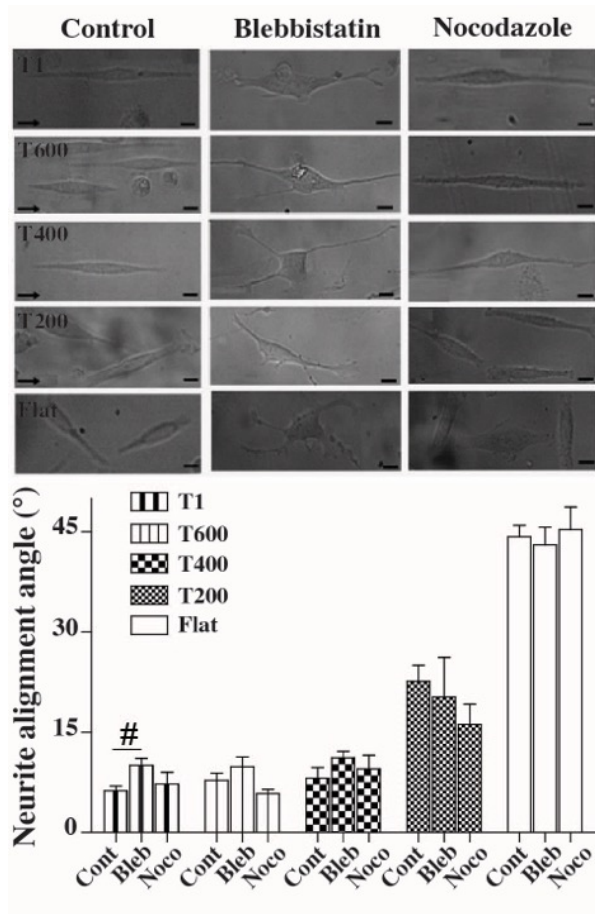 Control Blebbistatin Nocodazole
T1
T600
T400
T200
Flat
Neurite alignment angle (°)
45
30
15
0
T1
T600
T400
T200
Flat
#
Cont Bleb Noco Cont Bleb Noco Cont Bleb Noco Cont Bleb Noco Cont Bleb Noco